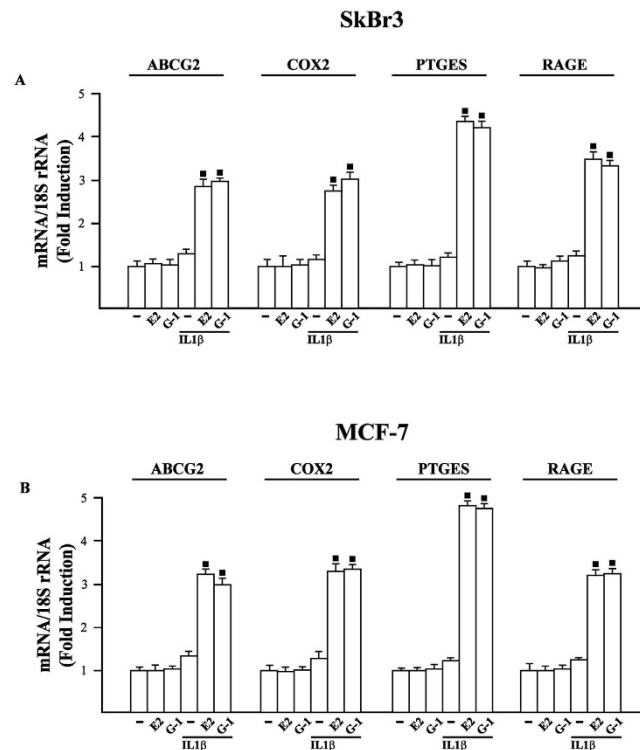 SkBr3
ABCG2 COX2 PTGES RAGE
A
mRNA/18S rRNA
(Fold Induction)
5
4
3
2
1
– E2 G-1 – E2 G-1 – E2 G-1 – E2 G-1 – E2 G-1 – E2 G-1 – E2 G-1 – E2 G-1
IL1β IL1β IL1β IL1β
MCF-7
ABCG2 COX2 PTGES RAGE
B
mRNA/18S rRNA
(Fold Induction)
5
4
3
2
1
– E2 G-1 – E2 G-1 – E2 G-1 – E2 G-1 – E2 G-1 – E2 G-1 – E2 G-1 – E2 G-1
IL1β IL1β IL1β IL1β